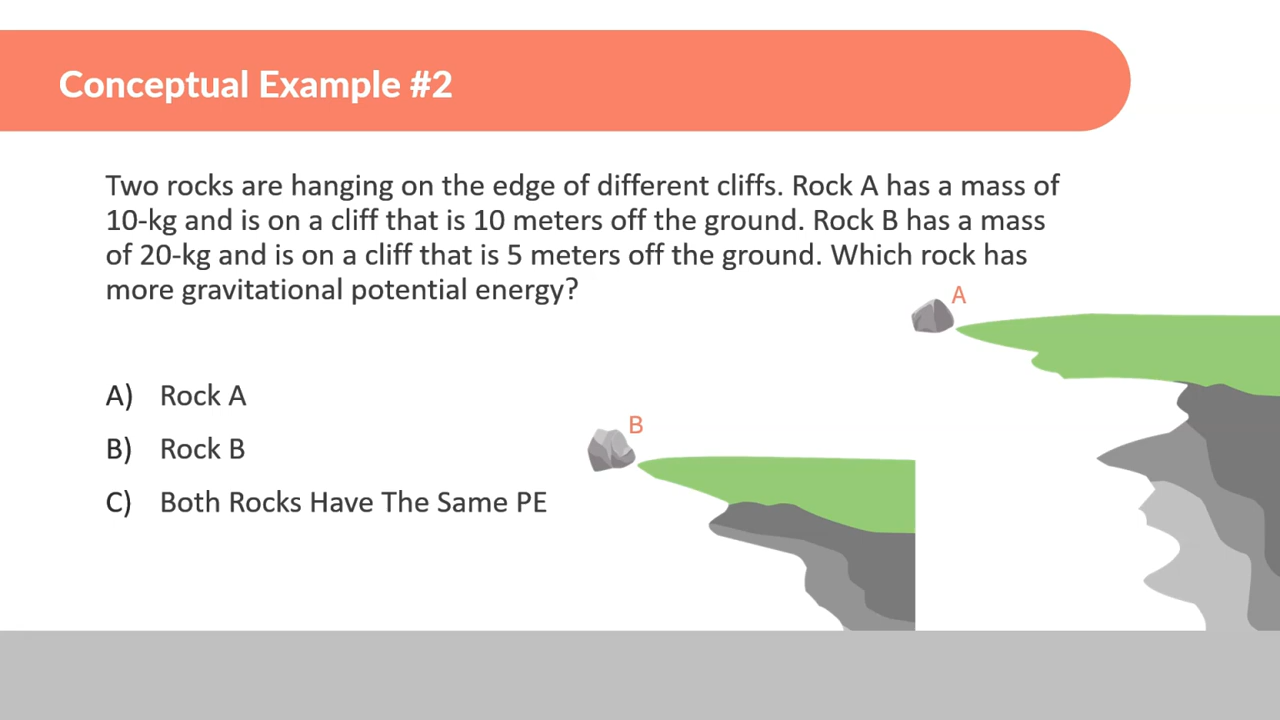 Conceptual Example #2
Two rocks are hanging on the edge of different cliffs. Rock A has a mass of
10-kg and is on a cliff that is 10 meters off the ground. Rock B has a mass
of 20-kg and is on a cliff that is 5 meters off the ground. Which rock has
more gravitational potential energy?
A
A) Rock A
B
B) Rock B
C) Both Rocks Have The Same PE